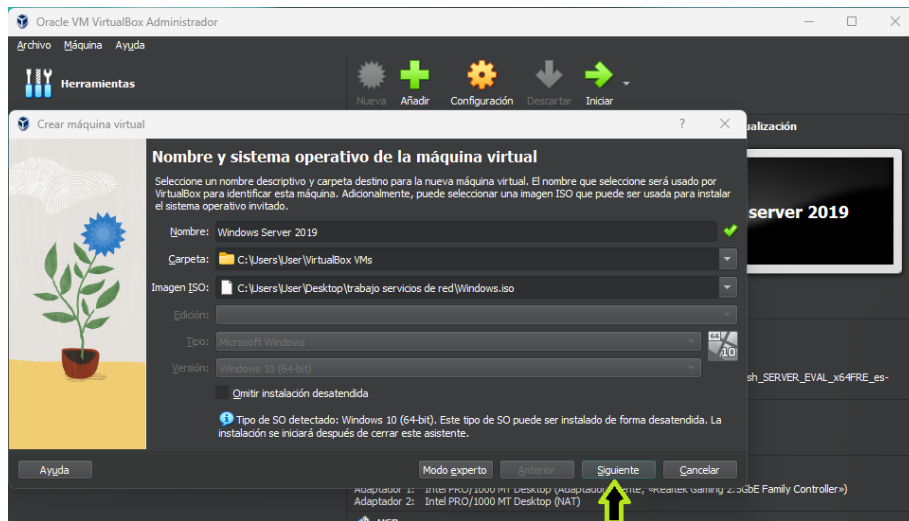 Oracle VM VirtualBox Administrador
Archivo Máquina Ayuda
Herramientas
Nueva Añadir Configuración Descartar Iniciar
Crear máquina virtual ?
ualización
Nombre y sistema operativo de la máquina virtual
Seleccione un nombre descriptivo y carpeta destino para la nueva máquina virtual. El nombre que seleccione será usado por
VirtualBox para identificar esta máquina. Adicionalmente, puede seleccionar una imagen ISO que puede ser usada para instalar
el sistema operativo invitado.
server 2019
Nombre: Windows Server 2019
Carpeta: C:\Users\User\VirtualBox VMs
Imagen ISO: C:\Users\User\Desktop\trabajo servicios de red\Windows.iso
Edición:
Tipo: Microsoft Windows
64
10
Versión: Windows 10 (64-bit)
sh_SERVER_EVAL_x64FRE_es-
Omitir instalación desatendida
Tipo de SO detectado: Windows 10 (64-bit). Este tipo de SO puede ser instalado de forma desatendida. La
instalación se iniciará después de cerrar este asistente.
Ayuda Modo experto Anterior Siguiente Cancelar
Adaptador 1: Intel PRO/1000 MT Desktop (Adaptador nte, «Realtek Gaming 2.5GbE Family Controller»)
Adaptador 2: Intel PRO/1000 MT Desktop (NAT)